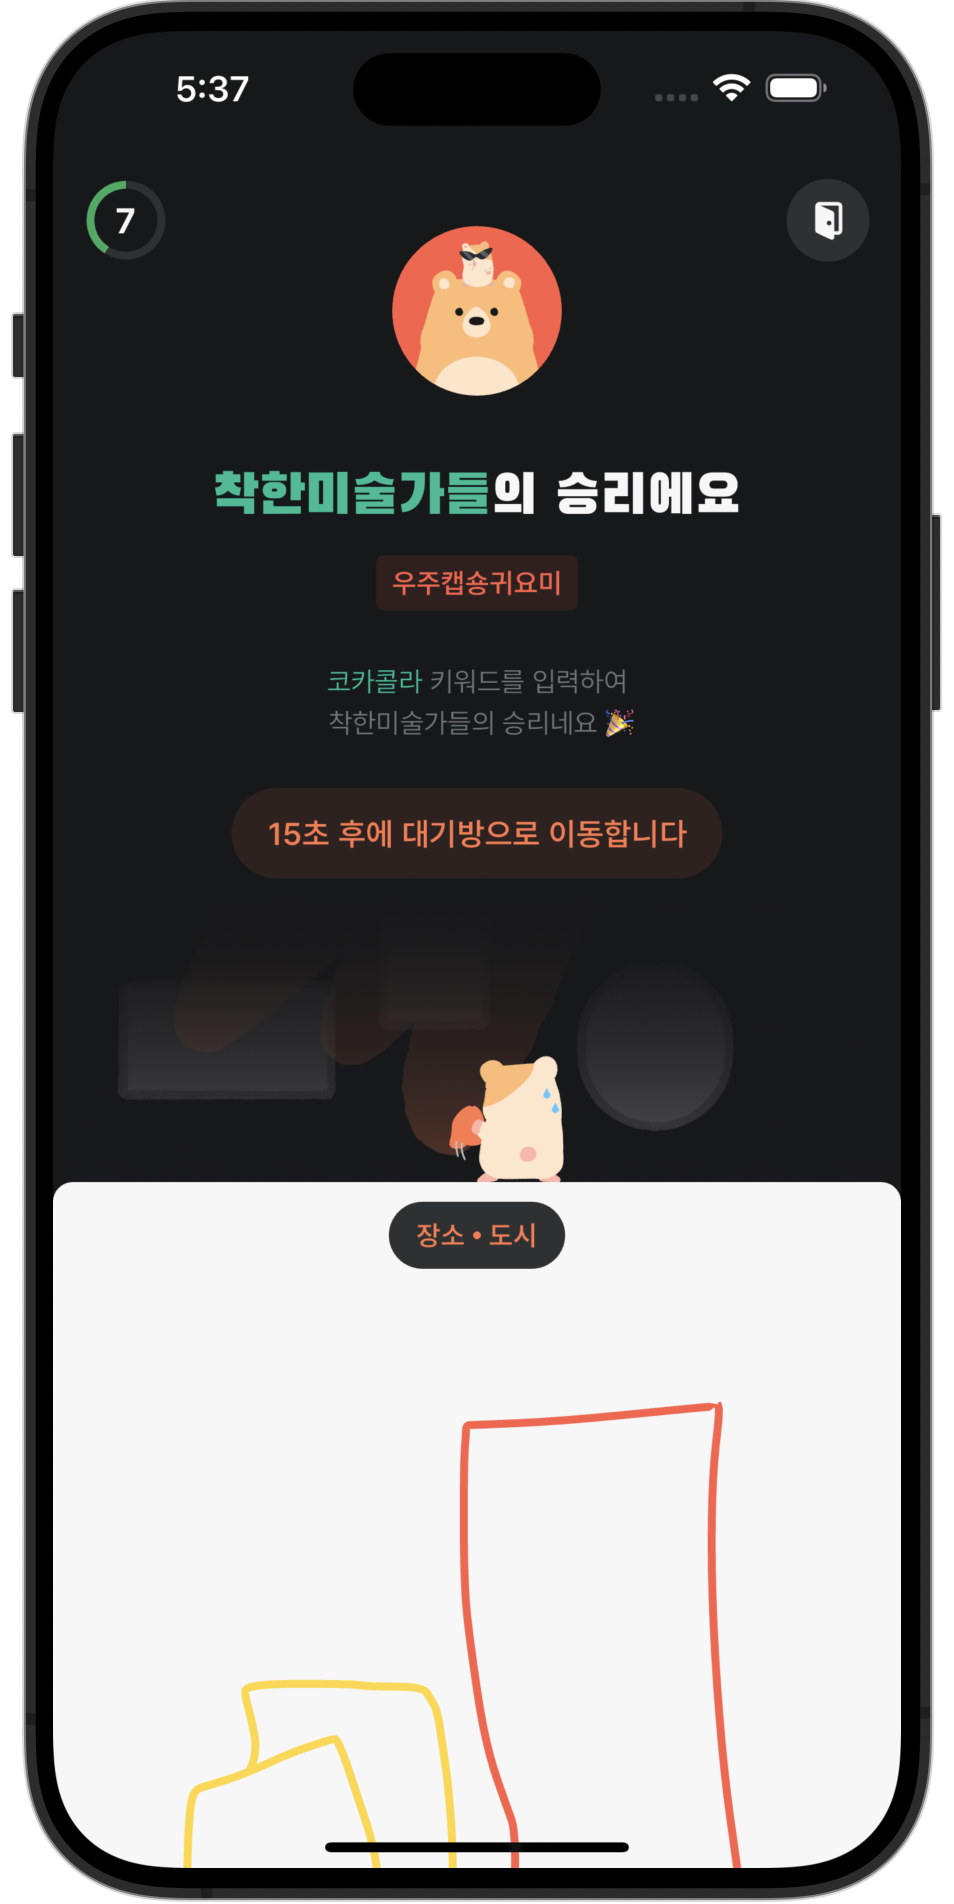 5:37
7
착한미술가들의 승리에요
우주캡숑귀요미
코카콜라 키워드를 입력하여
착한미술가들의 승리네요 🎉
15초 후에 대기방으로 이동합니다
장소 • 도시